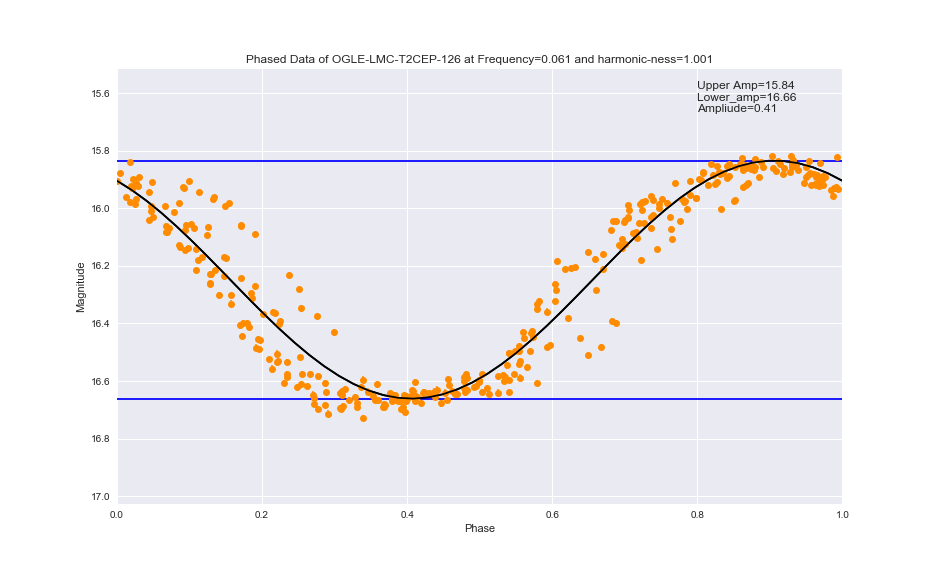 Phased Data of OGLE-LMC-T2CEP-126 at Frequency=0.061 and harmonic-ness=1.001
Upper Amp=15.84
Lower_amp=16.66
Ampliude=0.41
15.6
15.8
16.0
16.2
16.4
16.6
16.8
17.0
Magnitude
0.0 0.2 0.4 0.6 0.8 1.0
Phase